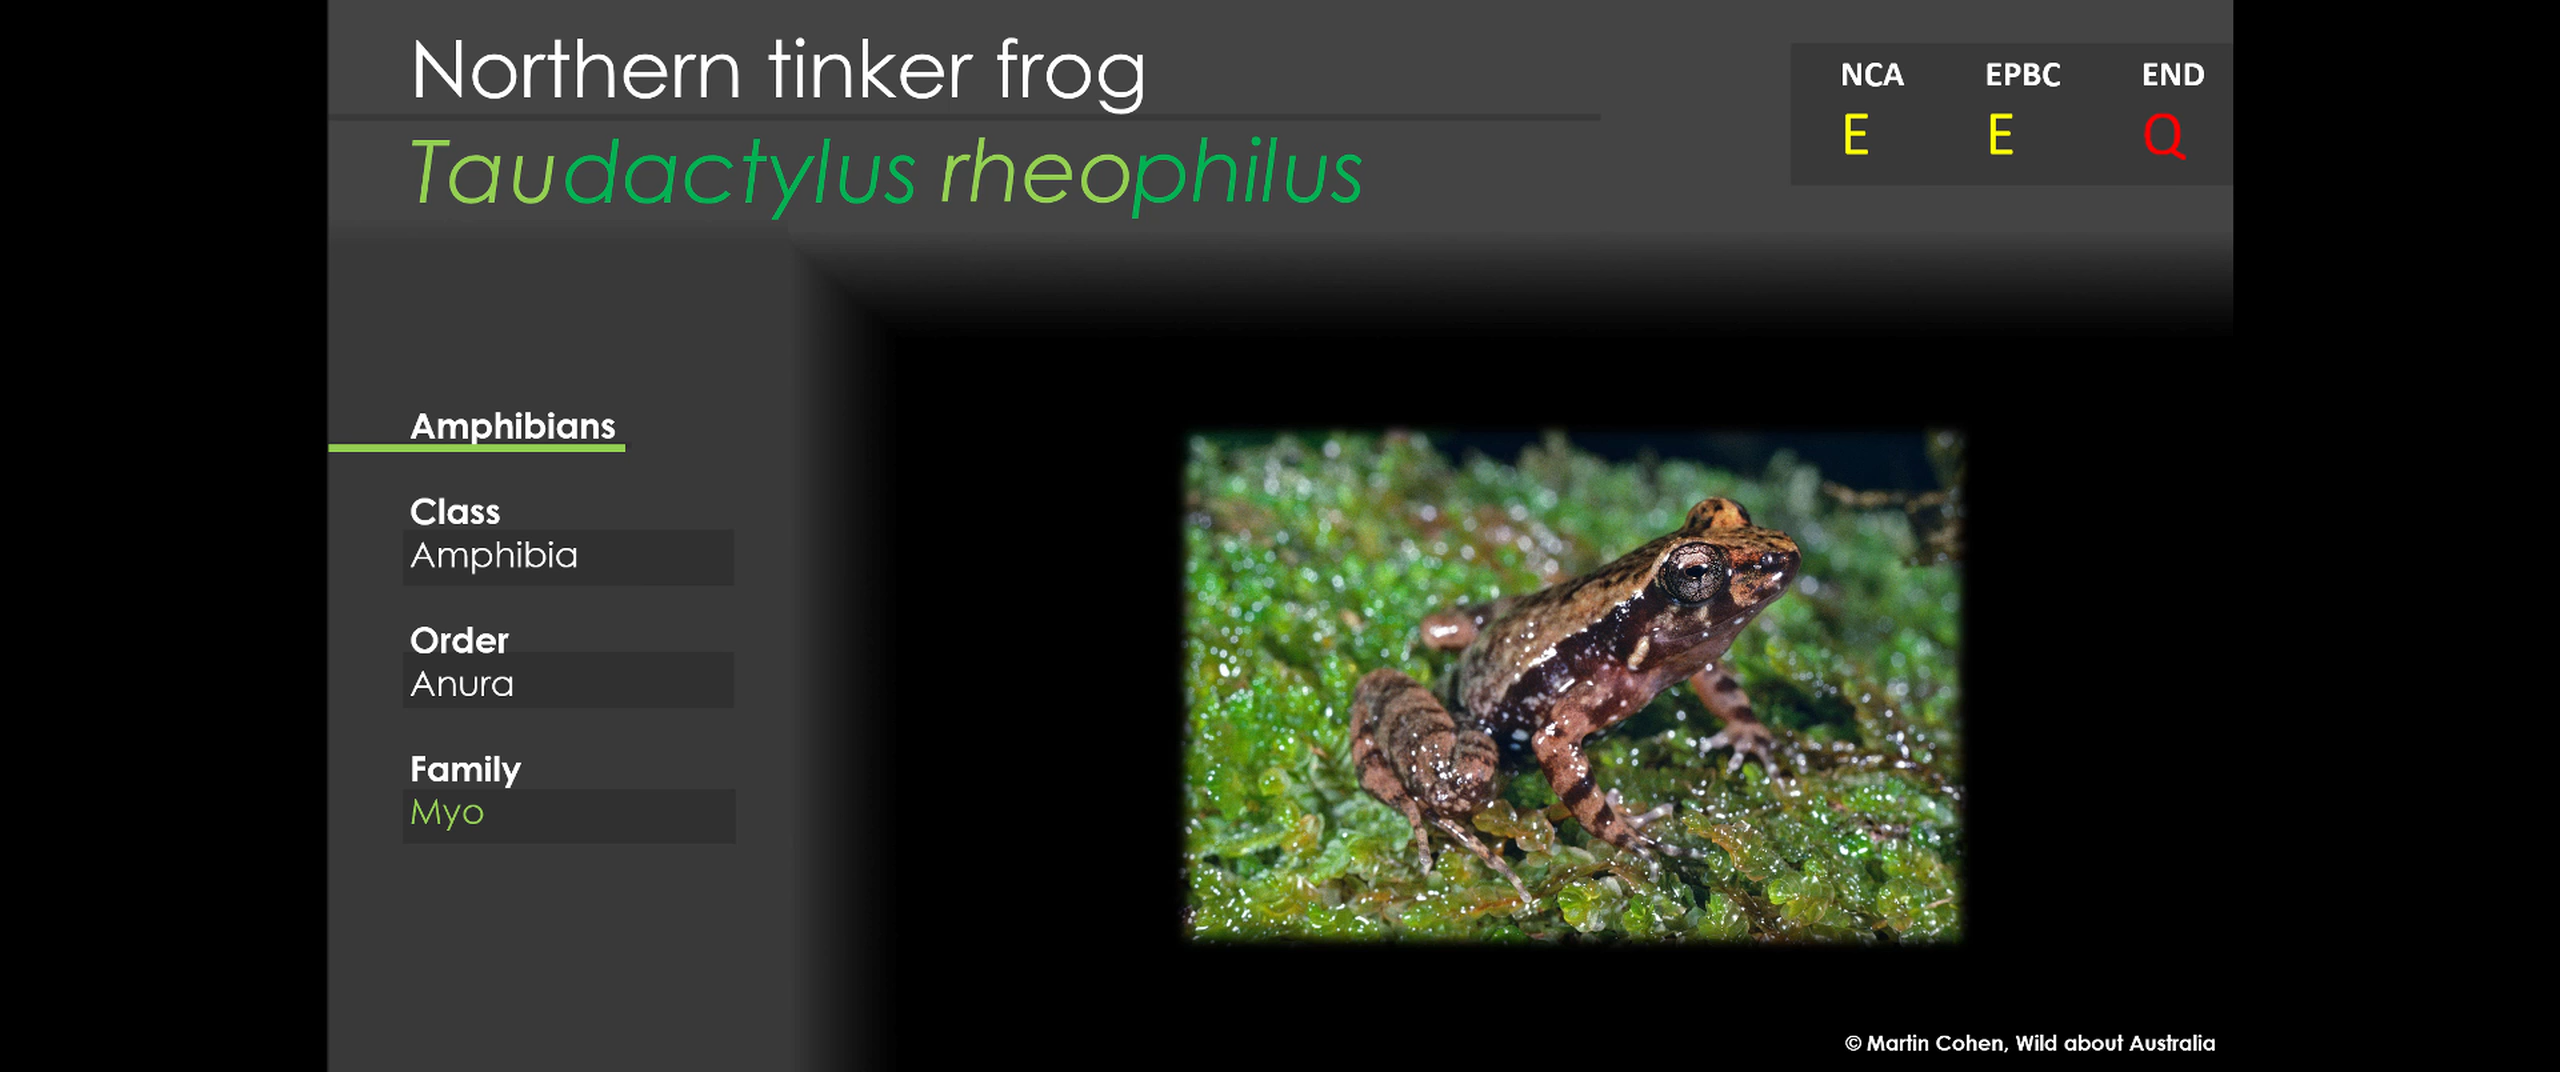 Northern tinker frog
Taudactylus rheophilus
NCA EPBC END
E E Q
Amphibians
Class
Amphibia
Order
Anura
Family
Myo
© Martin Cohen, Wild about Australia